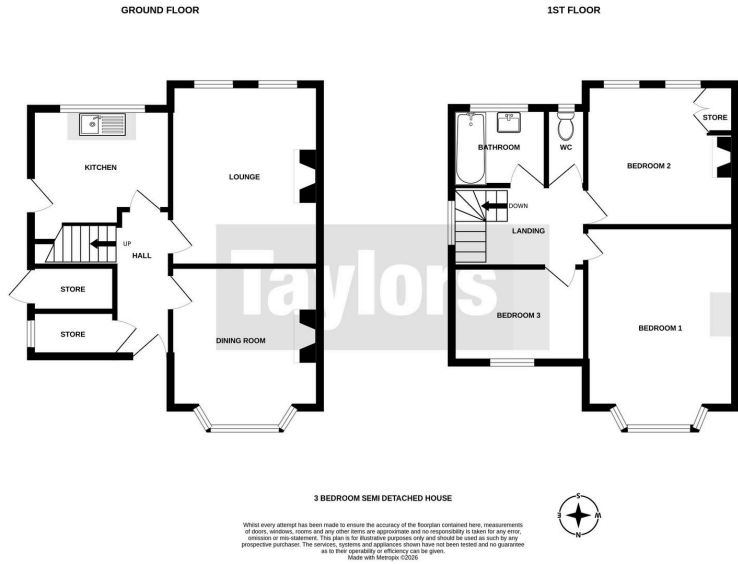 GROUND FLOOR
1ST FLOOR
KITCHEN
LOUNGE
UP
HALL
STORE
STORE
DINING ROOM
BATHROOM
WC
STORE
BEDROOM 2
DOWN
LANDING
BEDROOM 3
BEDROOM 1
Taylors
3 BEDROOM SEMI DETACHED HOUSE
S
E
W
N
Whilst every attempt has been made to ensure the accuracy of the floorplan contained here, measurements
of doors, windows, rooms and any other items are approximate and no responsibility is taken for any error,
omission or mis-statement. This plan is for illustrative purposes only and should be used as such by any
prospective purchaser. The services, systems and appliances shown have not been tested and no guarantee
as to their operability or efficiency can be given.
Made with Metropix ©2026